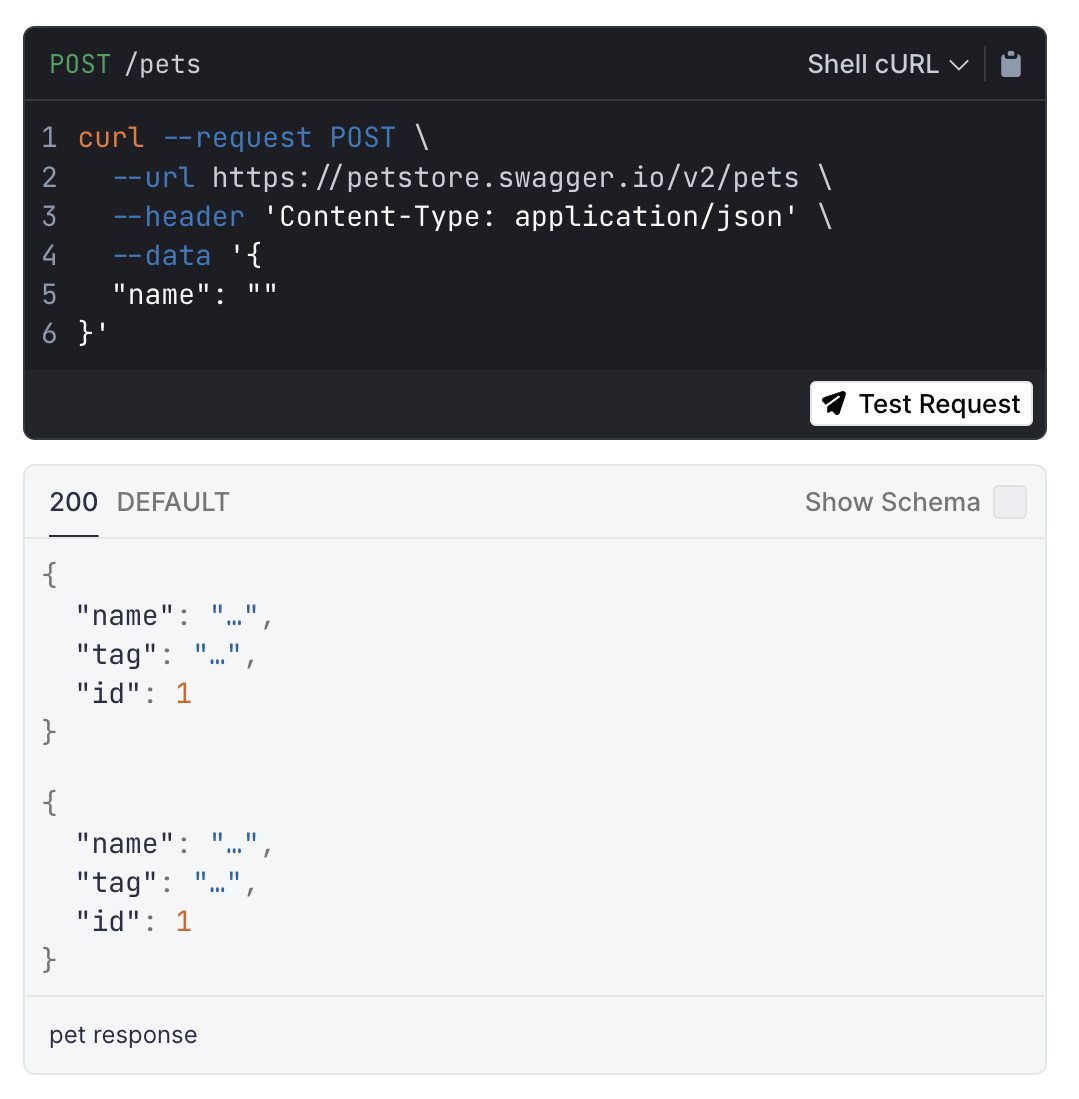 POST /pets
Shell cURL
1 curl --request POST \
2   --url https://petstore.swagger.io/v2/pets \
3   --header 'Content-Type: application/json' \
4   --data '{
5   "name": ""
6 }'
Test Request
200 DEFAULT
Show Schema
{
  "name": "…",
  "tag": "…",
  "id": 1
}
{
  "name": "…",
  "tag": "…",
  "id": 1
}
pet response